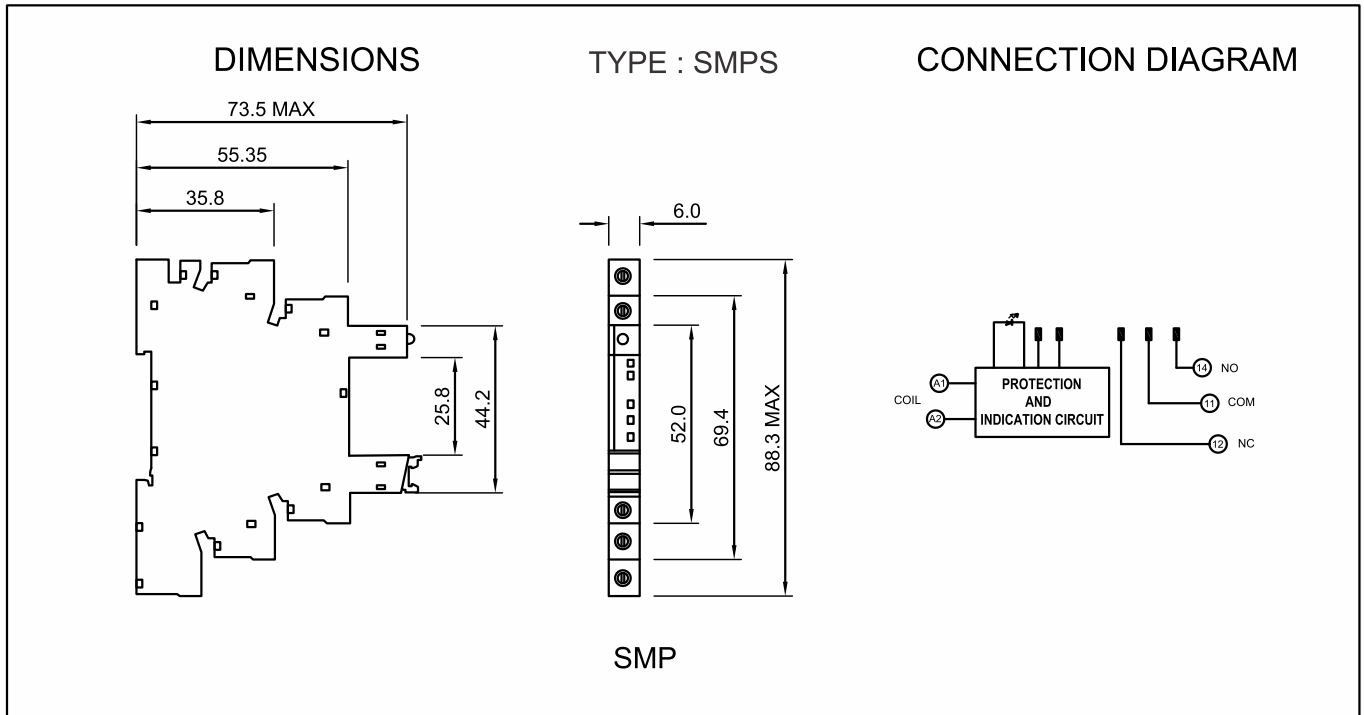 DIMENSIONS
TYPE : SMPS
CONNECTION DIAGRAM
73.5 MAX
55.35
35.8
25.8
44.2
6.0
52.0
69.4
88.3 MAX
SMP
COIL
A1
A2
PROTECTION
AND
INDICATION CIRCUIT
14 NO
11 COM
12 NC